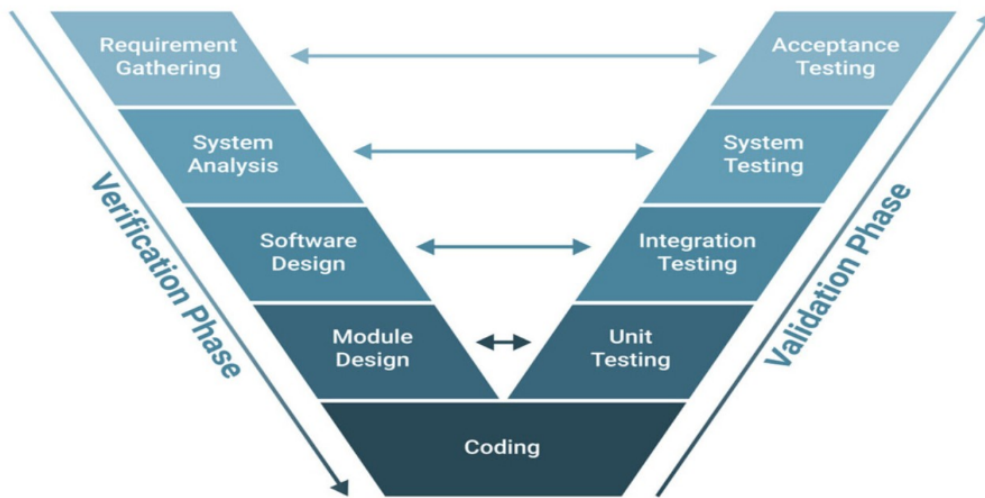 Requirement
Gathering
Acceptance
Testing
System
Analysis
System
Testing
Software
Design
Integration
Testing
Module
Design
Unit
Testing
Coding
Verification Phase
Validation Phase